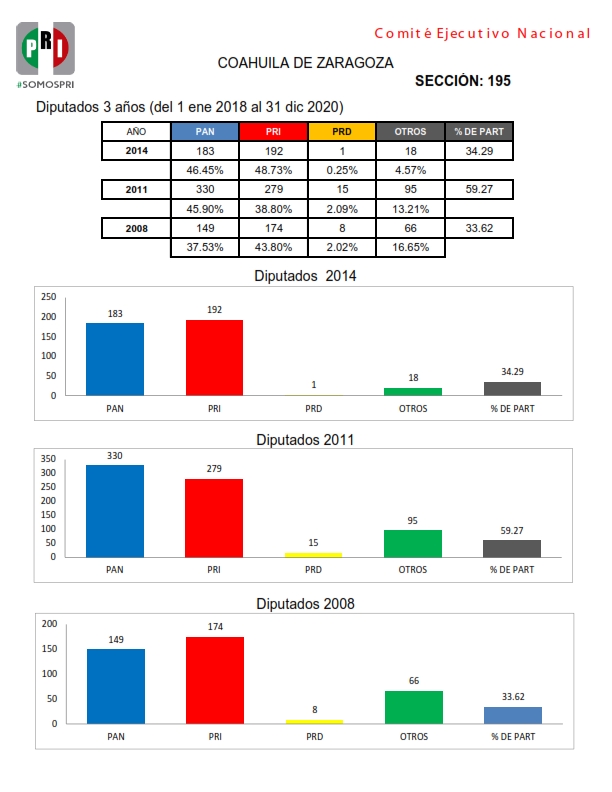 Comité Ejecutivo Nacional
PRI
#SOMOSPRI
COAHUILA DE ZARAGOZA
SECCIÓN: 195
Diputados 3 años (del 1 ene 2018 al 31 dic 2020)
AÑO PAN PRI PRD OTROS % DE PART
2014 183 192 1 18 34.29
46.45% 48.73% 0.25% 4.57%
2011 330 279 15 95 59.27
45.90% 38.80% 2.09% 13.21%
2008 149 174 8 66 33.62
37.53% 43.80% 2.02% 16.65%
Diputados 2014
250
200
150
100
50
0
183 192 1 18 34.29
PAN PRI PRD OTROS % DE PART
Diputados 2011
350
300
250
200
150
100
50
0
330 279 15 95 59.27
PAN PRI PRD OTROS % DE PART
Diputados 2008
200
150
100
50
0
149 174 8 66 33.62
PAN PRI PRD OTROS % DE PART